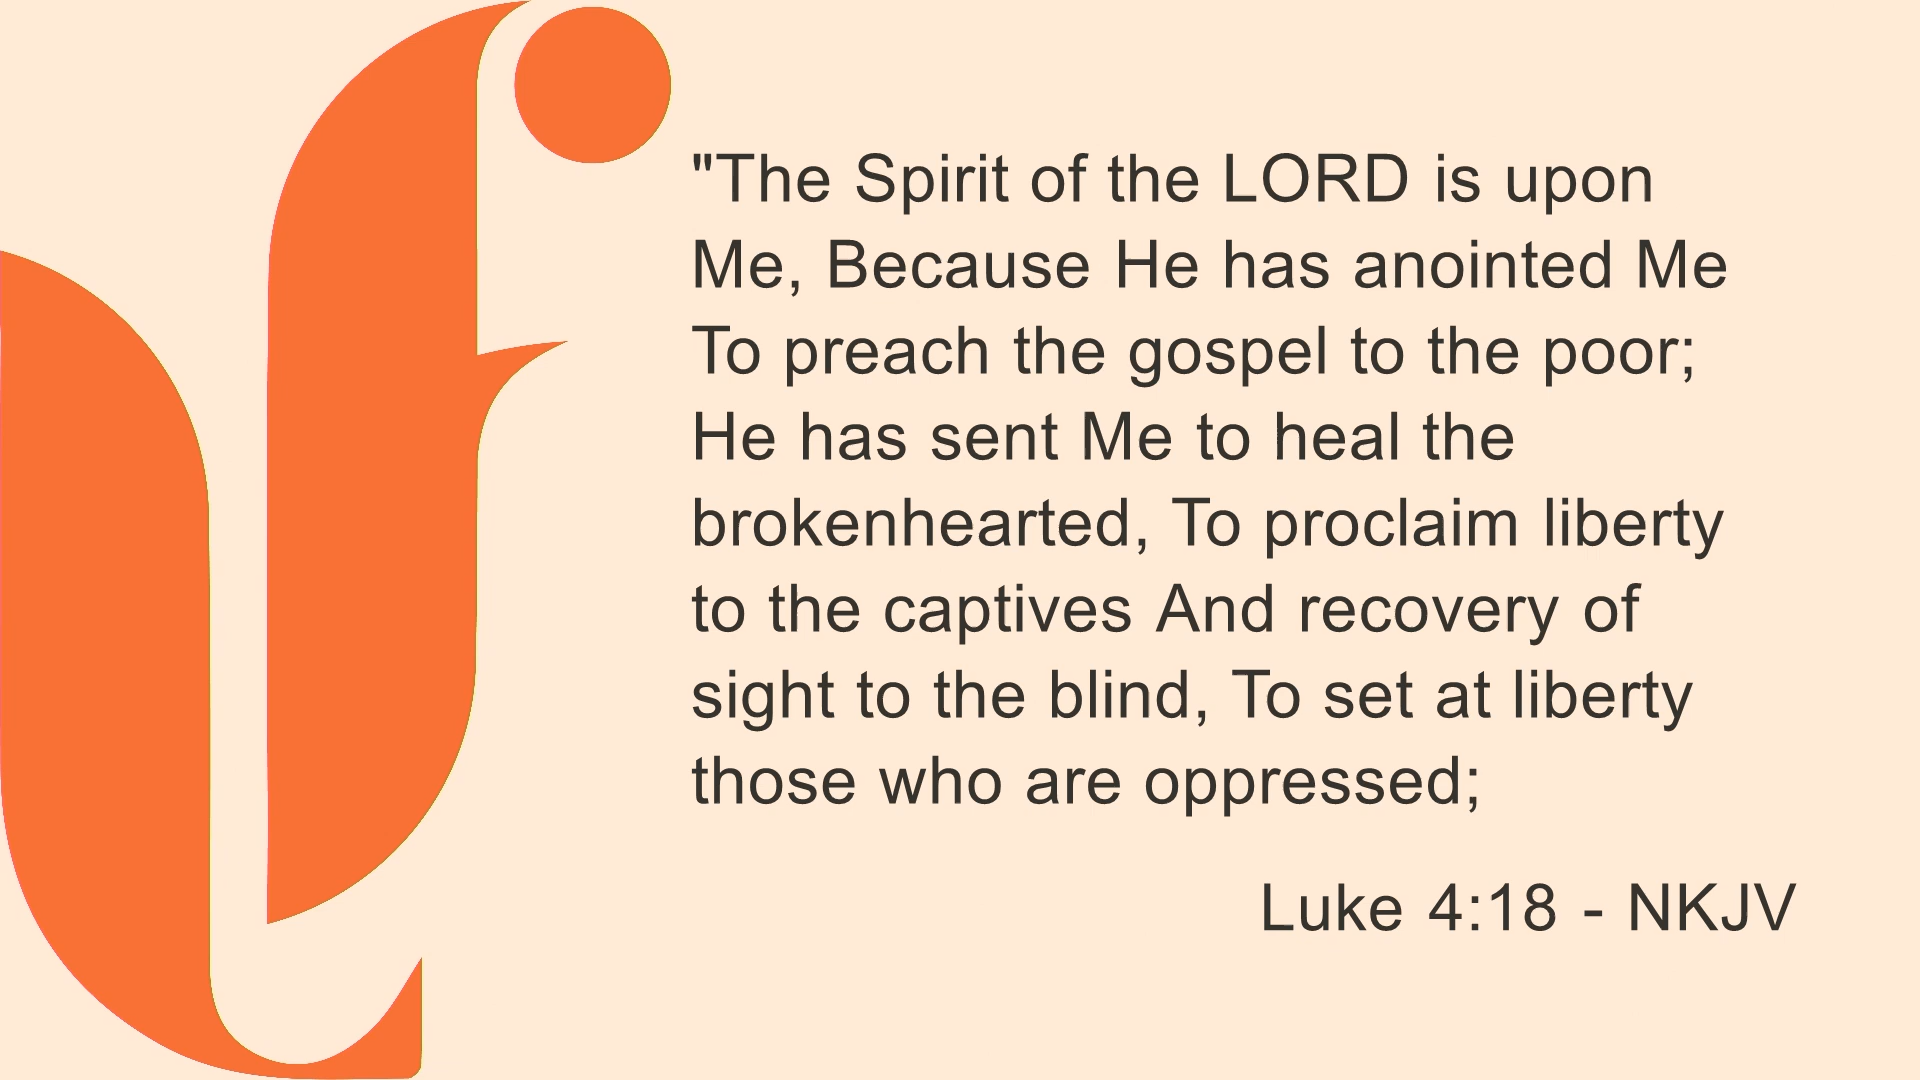 "The Spirit of the LORD is upon
Me, Because He has anointed Me
To preach the gospel to the poor;
He has sent Me to heal the
brokenhearted, To proclaim liberty
to the captives And recovery of
sight to the blind, To set at liberty
those who are oppressed;
Luke 4:18 - NKJV